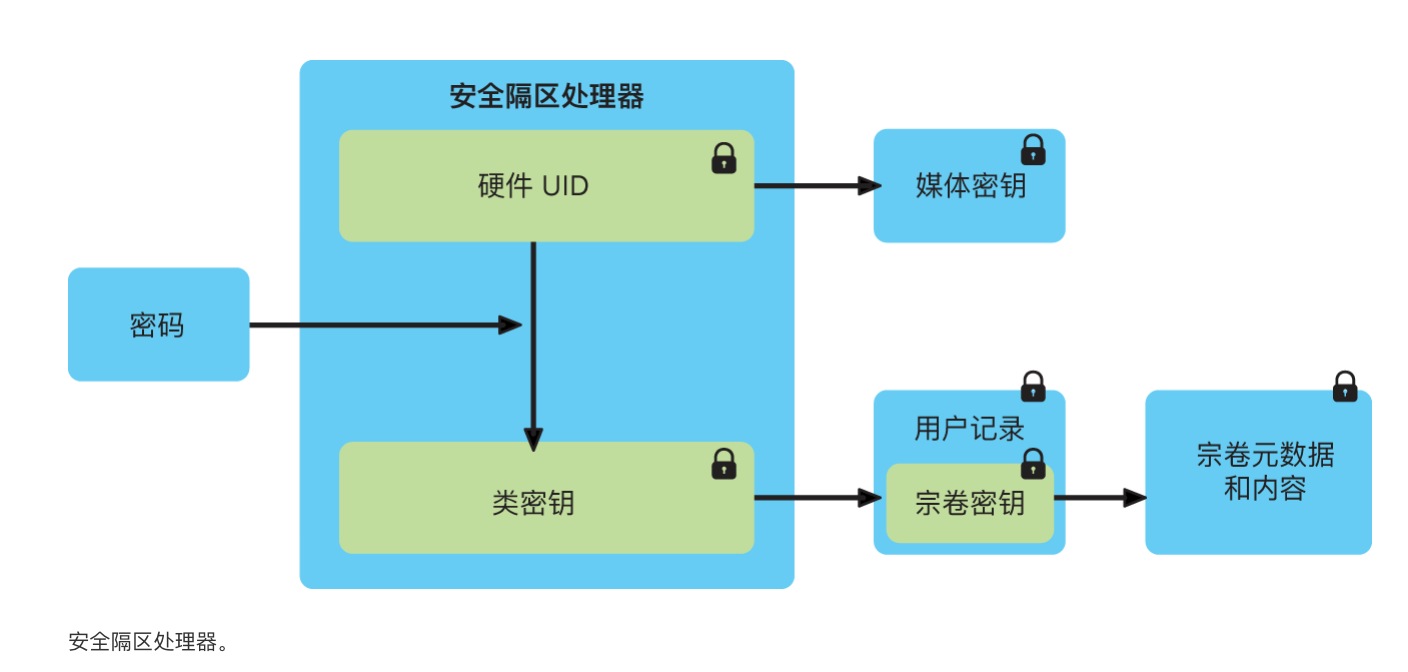 安全隔区处理器
硬件 UID
媒体密钥
密码
用户记录
宗卷元数据
和内容
类密钥
宗卷密钥
安全隔区处理器。